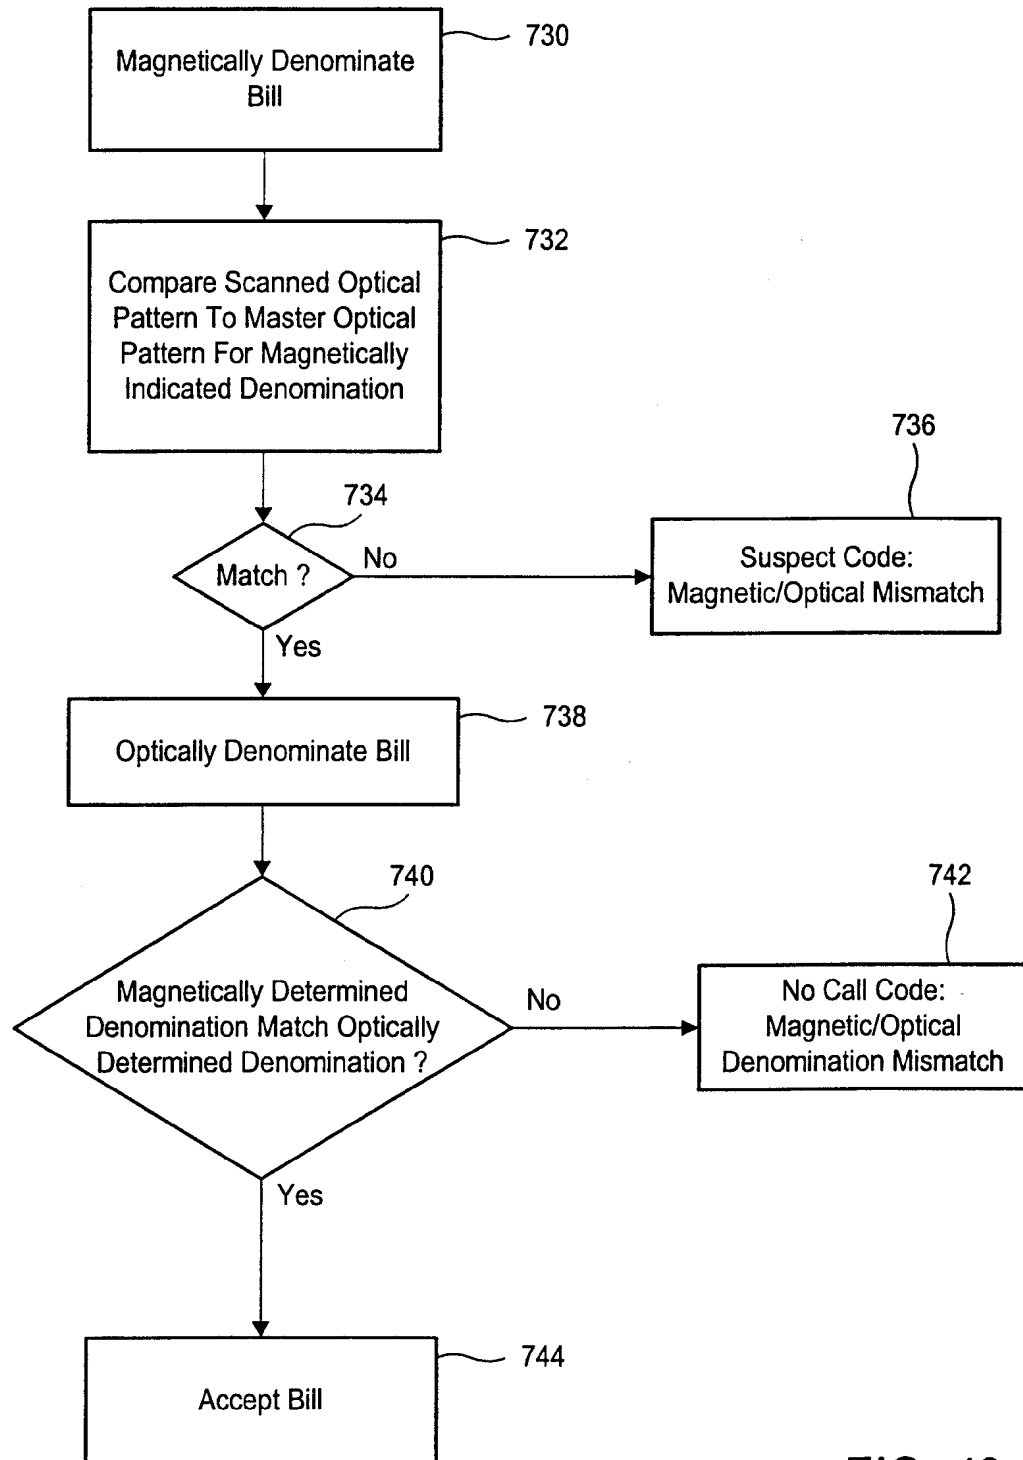 730
Magnetically Denominate
Bill
732
Compare Scanned Optical
Pattern To Master Optical
Pattern For Magnetically
Indicated Denomination
736
734
Match ?
No
Suspect Code:
Magnetic/Optical Mismatch
Yes
738
Optically Denominate Bill
740
742
Magnetically Determined
Denomination Match Optically
Determined Denomination ?
No
No Call Code:
Magnetic/Optical
Denomination Mismatch
Yes
744
Accept Bill